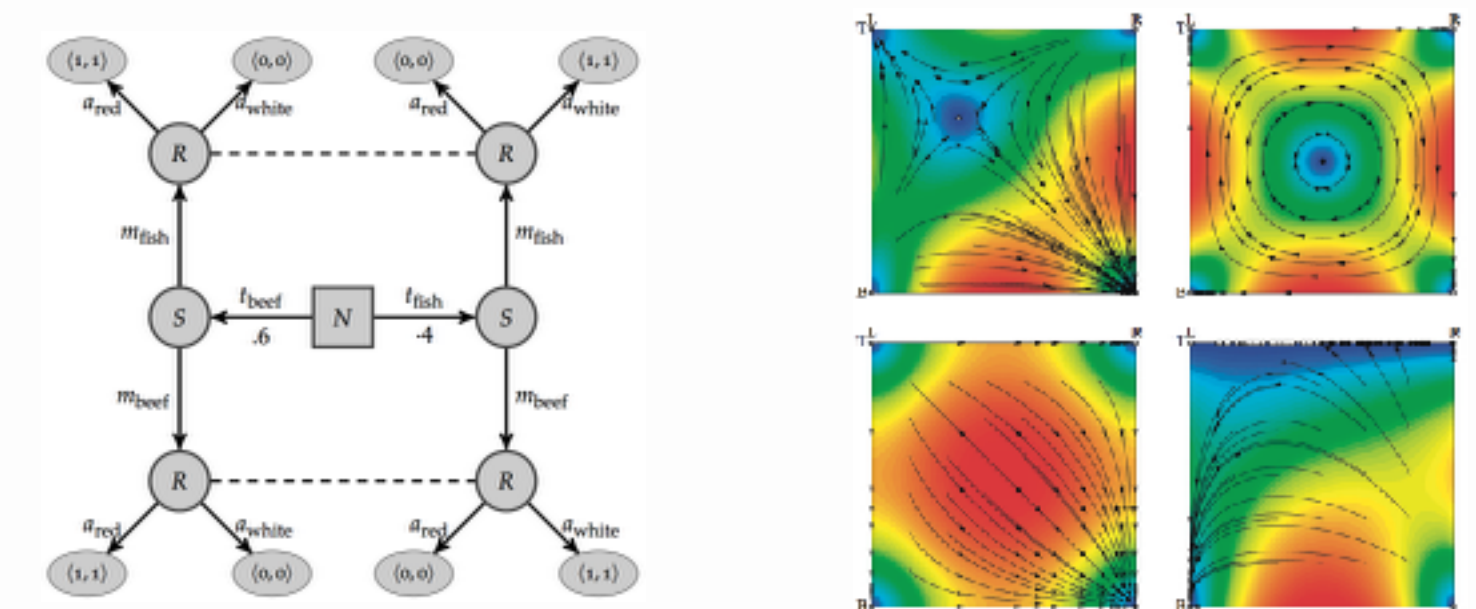 ⟨1, 1⟩ ⟨0, 0⟩ ⟨0, 0⟩ ⟨1, 1⟩
a_red a_white a_red a_white
R R
m_fish m_fish
t_beef t_fish
S N S
.6 .4
m_beef m_beef
R R
a_red a_white a_red a_white
⟨1, 1⟩ ⟨0, 0⟩ ⟨0, 0⟩ ⟨1, 1⟩
L L
T T
L L
T T